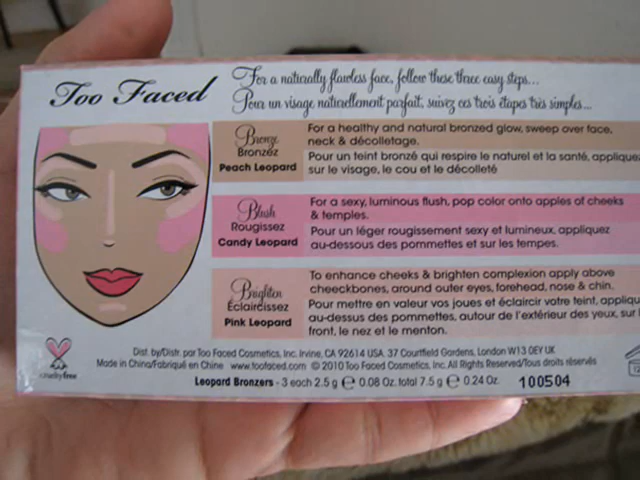 Too Faced
For a naturally flawless face, follow these three easy steps...
Pour un visage naturellement parfait, suivez ces trois étapes très simples...
Bronze
Bronzéz
Peach Leopard
For a healthy and natural bronzed glow, sweep over face,
neck & décolletage.
Pour un teint bronzé qui respire le naturel et la santé, applique
sur le visage, le cou et le décolleté
Blush
Rougissez
Candy Leopard
For a sexy, luminous flush, pop color onto apples of cheeks
& temples.
Pour un léger rougissement sexy et lumineux, appliquez
au-dessous des pommettes et sur les tempes.
Brighten
Éclaircissez
Pink Leopard
To enhance cheeks & brighten complexion apply above
cheeckbones, around outer eyes, forehead, nose & chin.
Pour mettre en valeur vos joues et éclaircir votre teint, appliqu
au-dessus des pommettes, autour de l'extérieur des yeux, sur
front, le nez et le menton.
cruelty free
Dist. by/Distr. par Too Faced Cosmetics, Inc. Irvine, CA 92614 USA. 37 Courtfield Gardens, London W13 0EY UK
Made in China/Fabriqué en Chine www.toofaced.com © 2010 Too Faced Cosmetics, Inc. All Rights Reserved/Tous droits réservés
Leopard Bronzers - 3 each 2.5 g e 0.08 Oz. total 7.5 g e 0.24 Oz. 100504